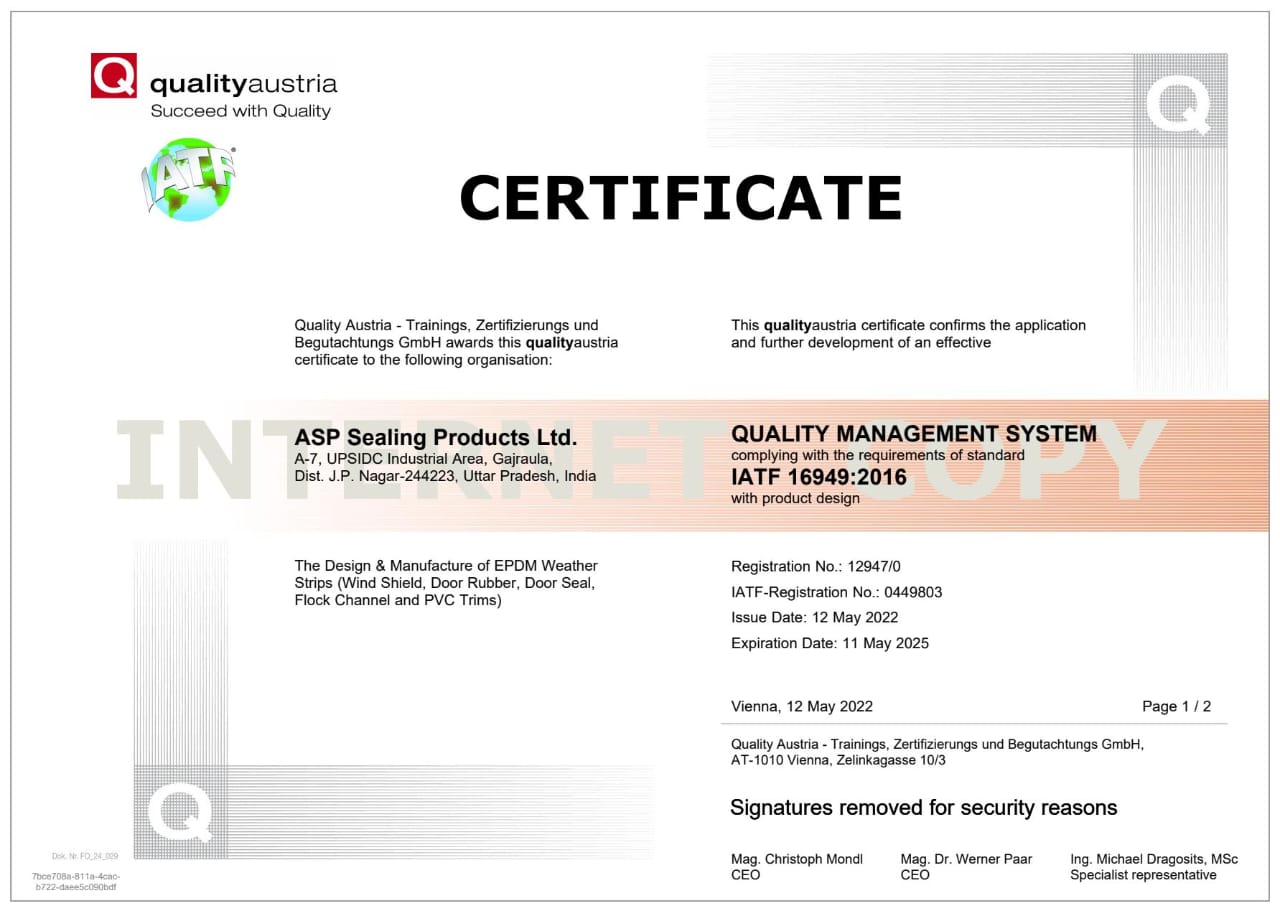 qualityaustria
Succeed with Quality
IATF®
CERTIFICATE
Quality Austria - Trainings, Zertifizierungs und
Begutachtungs GmbH awards this qualityaustria
certificate to the following organisation:
This qualityaustria certificate confirms the application
and further development of an effective
INTERNET COPY
ASP Sealing Products Ltd.
A-7, UPSIDC Industrial Area, Gajraula,
Dist. J.P. Nagar-244223, Uttar Pradesh, India
QUALITY MANAGEMENT SYSTEM
complying with the requirements of standard
IATF 16949:2016
with product design
The Design & Manufacture of EPDM Weather
Strips (Wind Shield, Door Rubber, Door Seal,
Flock Channel and PVC Trims)
Registration No.: 12947/0
IATF-Registration No.: 0449803
Issue Date: 12 May 2022
Expiration Date: 11 May 2025
Vienna, 12 May 2022 Page 1 / 2
Quality Austria - Trainings, Zertifizierungs und Begutachtungs GmbH,
AT-1010 Vienna, Zelinkagasse 10/3
Signatures removed for security reasons
Mag. Christoph Mondl
CEO
Mag. Dr. Werner Paar
CEO
Ing. Michael Dragosits, MSc
Specialist representative
Dok. Nr. FO_24_029
7bce708a-811a-4cac-
b722-daee5c090bdf